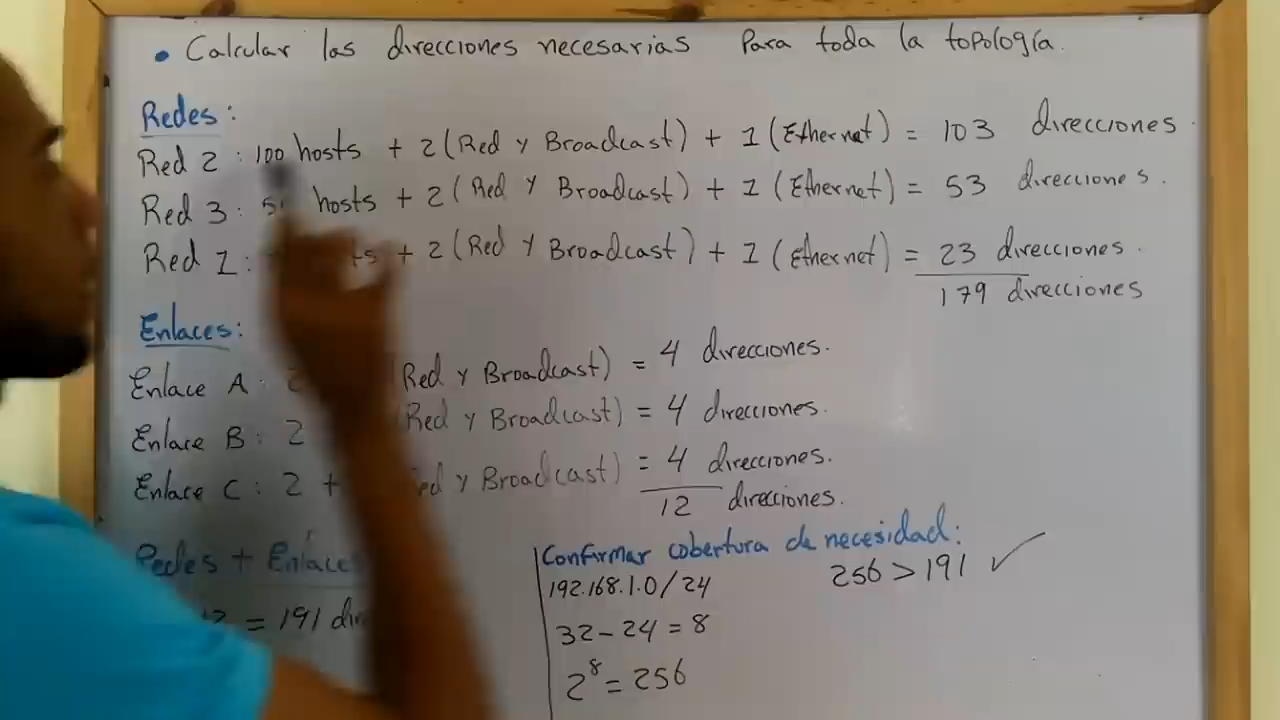 • Calcular las direcciones necesarias Para toda la topología.
Redes:
Red 2 : 100 hosts + 2 (Red y Broadcast) + 1 (Ethernet) = 103 direcciones.
Red 3 : hosts + 2 (Red y Broadcast) + 1 (Ethernet) = 53 direcciones.
Red 1 : + 2 (Red y Broadcast) + 1 (Ethernet) = 23 direcciones.
179 direcciones
Enlaces:
Enlace A : Red y Broadcast) = 4 direcciones.
Enlace B : 2 Red y Broadcast) = 4 direcciones.
Enlace C : 2 + y Broadcast) = 4 direcciones.
12 direcciones.
Redes +
= 191
Confirmar cobertura de necesidad:
192.168.1.0/24 256 > 191 ✓
32-24 = 8
2⁸ = 256